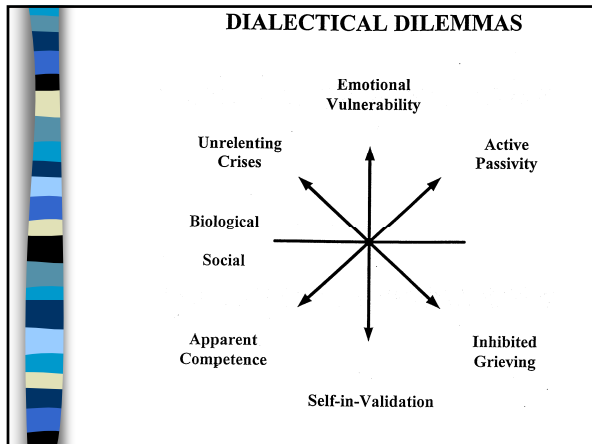 DIALECTICAL DILEMMAS
Emotional
Vulnerability
Unrelenting
Crises
Active
Passivity
Biological
Social
Apparent
Competence
Inhibited
Grieving
Self-in-Validation